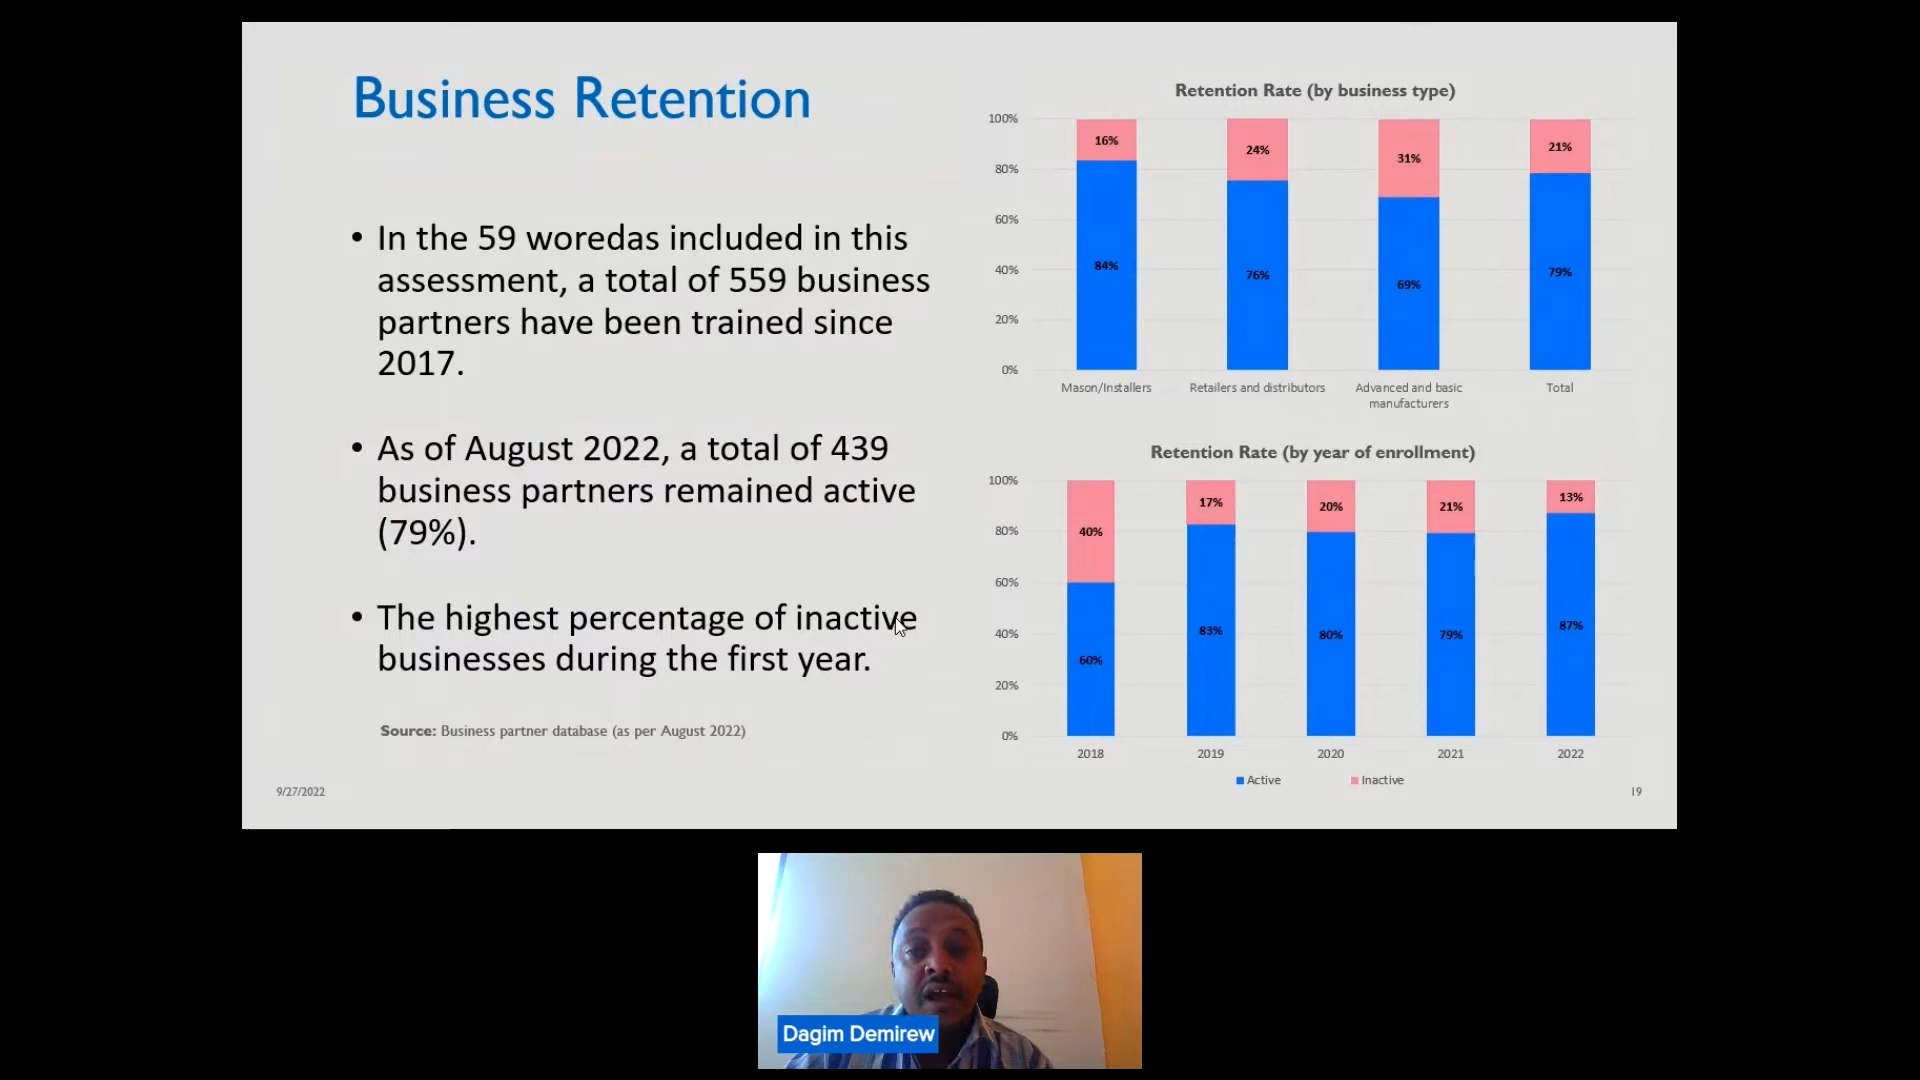 Business Retention
• In the 59 woredas included in this
assessment, a total of 559 business
partners have been trained since
2017.
• As of August 2022, a total of 439
business partners remained active
(79%).
• The highest percentage of inactive
businesses during the first year.
Source: Business partner database (as per August 2022)
9/27/2022
Retention Rate (by business type)
100%
80%
60%
40%
20%
0%
16%
24%
31%
21%
84%
76%
69%
79%
Mason/Installers
Retailers and distributors
Advanced and basic
manufacturers
Total
Retention Rate (by year of enrollment)
100%
80%
60%
40%
20%
0%
40%
17%
20%
21%
13%
60%
83%
80%
79%
87%
2018
2019
2020
2021
2022
Active
Inactive
19
Dagim Demirew